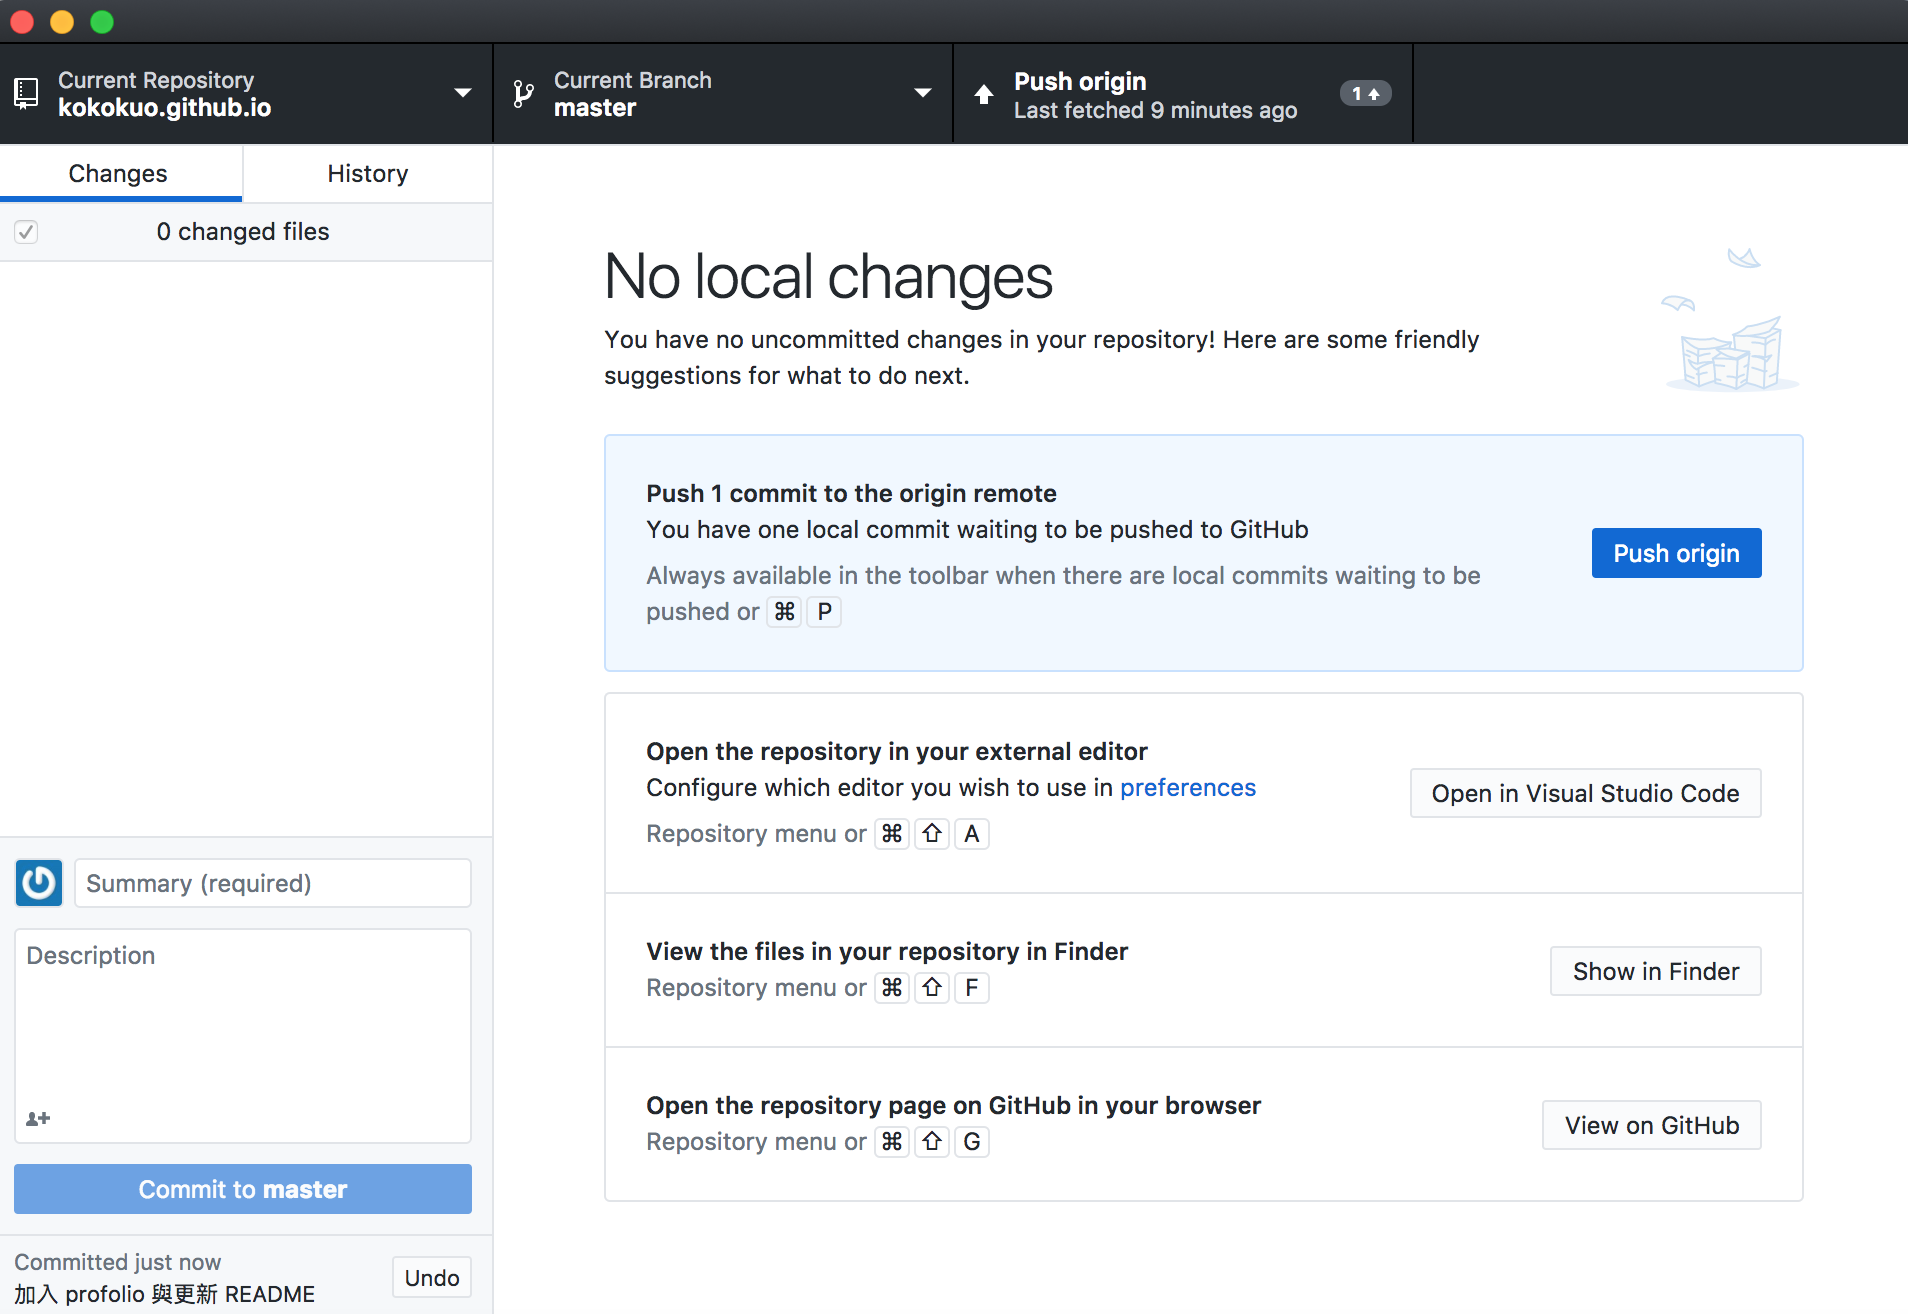 Current Repository
kokokuo.github.io
Current Branch
master
Push origin
Last fetched 9 minutes ago
1
Changes
History
0 changed files
No local changes
You have no uncommitted changes in your repository! Here are some friendly
suggestions for what to do next.
Push 1 commit to the origin remote
You have one local commit waiting to be pushed to GitHub
Always available in the toolbar when there are local commits waiting to be
pushed or ⌘ P
Push origin
Open the repository in your external editor
Configure which editor you wish to use in preferences
Repository menu or ⌘ ⇧ A
Open in Visual Studio Code
View the files in your repository in Finder
Repository menu or ⌘ ⇧ F
Show in Finder
Open the repository page on GitHub in your browser
Repository menu or ⌘ ⇧ G
View on GitHub
Summary (required)
Description
Commit to master
Committed just now
加入 profolio 與更新 README
Undo